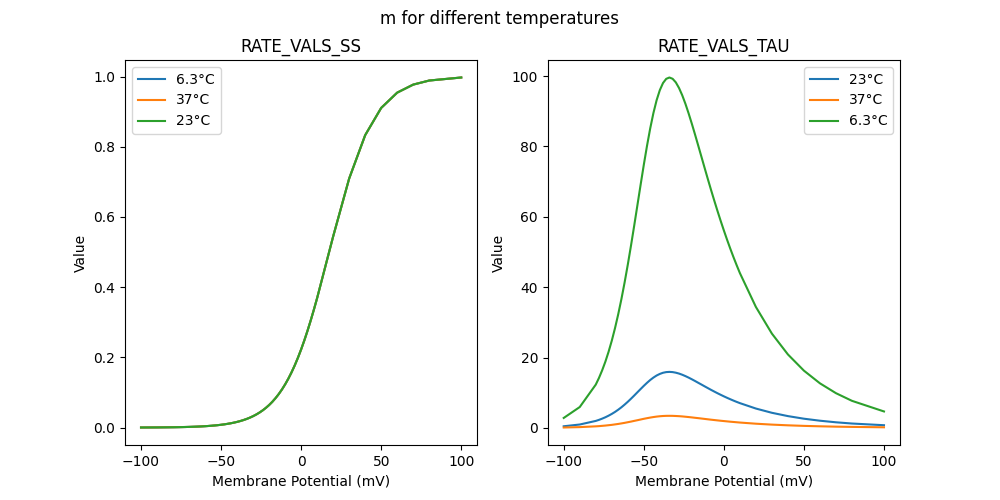 m for different temperatures
RATE_VALS_SS
6.3°C
37°C
23°C
1.0
0.8
0.6
0.4
0.2
0.0
Value
−100
−50
0
50
100
Membrane Potential (mV)
RATE_VALS_TAU
23°C
37°C
6.3°C
100
80
60
40
20
0
Value
−100
−50
0
50
100
Membrane Potential (mV)